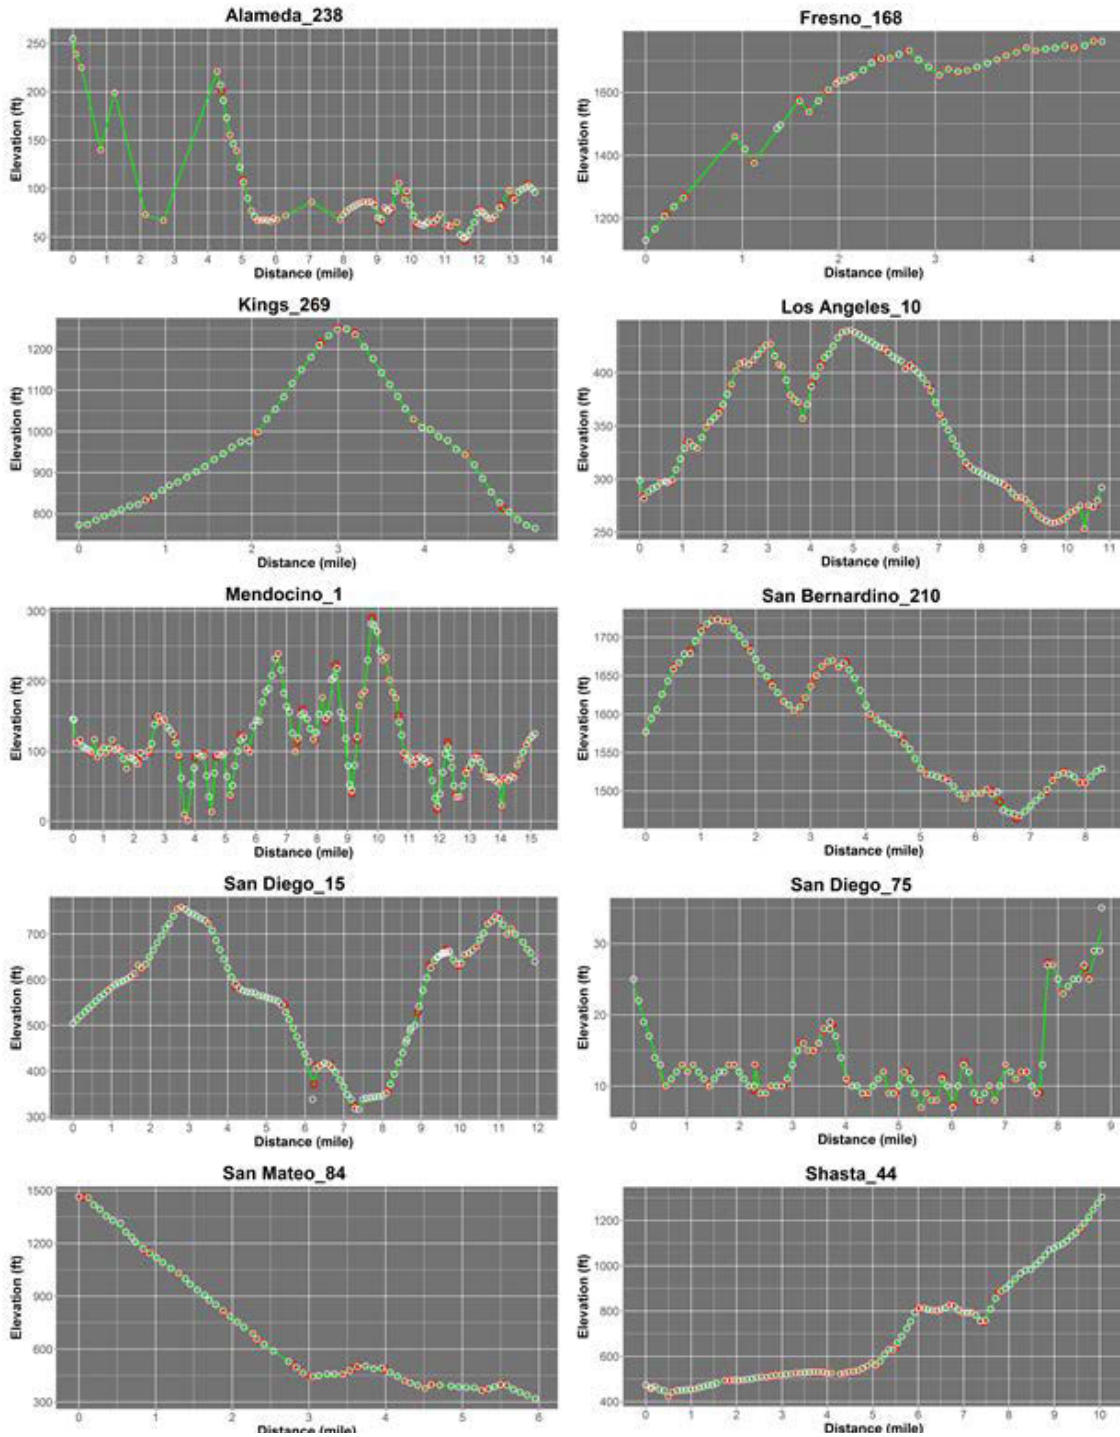 Alameda_238
Elevation (ft)
250
200
150
100
50
0 1 2 3 4 5 6 7 8 9 10 11 12 13 14
Distance (mile)
Fresno_168
Elevation (ft)
1600
1400
1200
0 1 2 3 4
Distance (mile)
Kings_269
Elevation (ft)
1200
1100
1000
900
800
0 1 2 3 4 5
Distance (mile)
Los Angeles_10
Elevation (ft)
400
350
300
250
0 1 2 3 4 5 6 7 8 9 10 11
Distance (mile)
Mendocino_1
Elevation (ft)
300
200
100
0
0 1 2 3 4 5 6 7 8 9 10 11 12 13 14 15
Distance (mile)
San Bernardino_210
Elevation (ft)
1700
1650
1600
1550
1500
0 1 2 3 4 5 6 7 8
Distance (mile)
San Diego_15
Elevation (ft)
700
600
500
400
300
0 1 2 3 4 5 6 7 8 9 10 11 12
Distance (mile)
San Diego_75
Elevation (ft)
30
20
10
0 1 2 3 4 5 6 7 8 9
Distance (mile)
San Mateo_84
Elevation (ft)
1500
1200
900
600
300
0 1 2 3 4 5 6
Distance (mile)
Shasta_44
Elevation (ft)
1200
1000
800
600
400
0 1 2 3 4 5 6 7 8 9 10
Distance (mile)